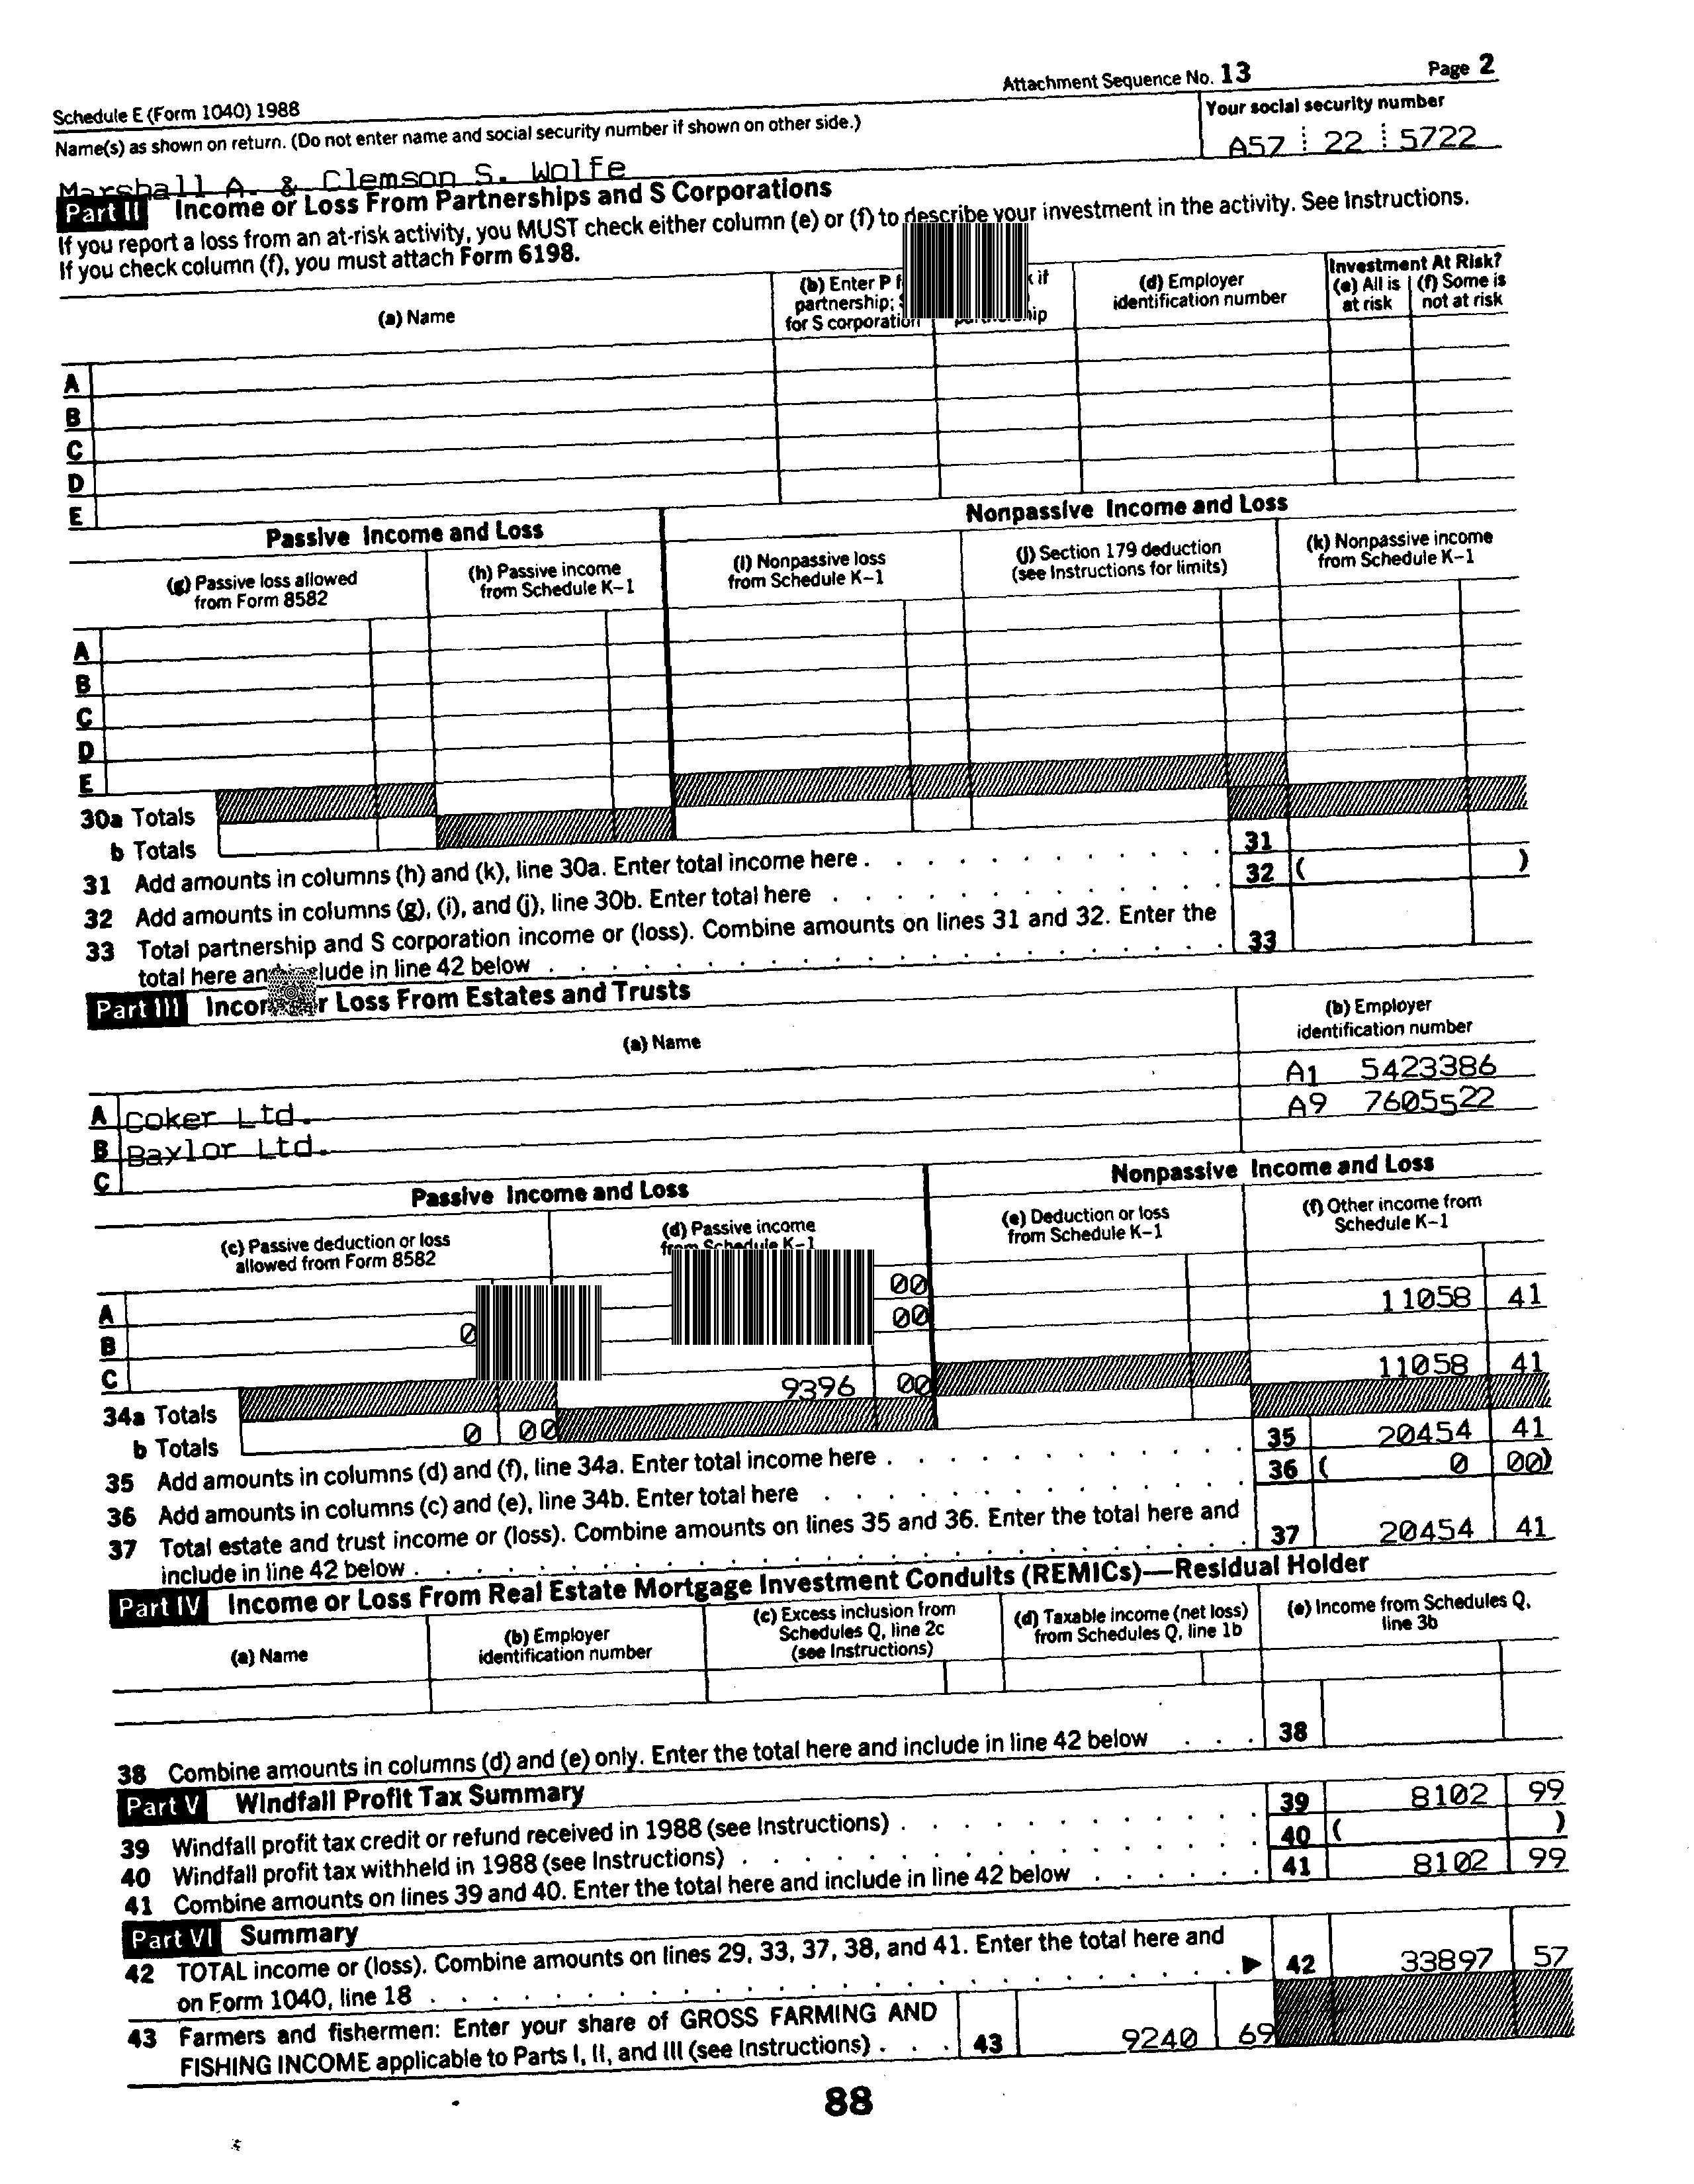 Attachment Sequence No. 13 Page 2
Schedule E (Form 1040) 1988
Name(s) as shown on return. (Do not enter name and social security number if shown on other side.) Your social security number
Marshall A. & Clemson S. Wolfe A57 22 5722
Part II Income or Loss From Partnerships and S Corporations
If you report a loss from an at-risk activity, you MUST check either column (e) or (f) to describe your investment in the activity. See Instructions.
If you check column (f), you must attach Form 6198.
(a) Name
(b) Enter P
partnership;
for S corporation
if
(d) Employer
identification number
Investment At Risk?
(e) All is
at risk
(f) Some is
not at risk
A
B
C
D
E
Passive Income and Loss Nonpassive Income and Loss
(g) Passive loss allowed
from Form 8582
(h) Passive income
from Schedule K–1
(i) Nonpassive loss
from Schedule K–1
(j) Section 179 deduction
(see Instructions for limits)
(k) Nonpassive income
from Schedule K–1
A
B
C
D
E
30a Totals
b Totals
31 Add amounts in columns (h) and (k), line 30a. Enter total income here . . . . . . . . . . . . 31
32 Add amounts in columns (g), (i), and (j), line 30b. Enter total here . . . . . . . . . . . . . 32 ( )
33 Total partnership and S corporation income or (loss). Combine amounts on lines 31 and 32. Enter the
total here include in line 42 below . . . . . . . . . . . . . . . . . . . . . . 33
Part III Loss From Estates and Trusts
(a) Name
(b) Employer
identification number
A Coker Ltd. A1 5423386
B Baylor Ltd. A9 7605522
C
Passive Income and Loss Nonpassive Income and Loss
(c) Passive deduction or loss
allowed from Form 8582
(d) Passive income
from Schedule K–1
(e) Deduction or loss
from Schedule K–1
(f) Other income from
Schedule K–1
A 00 11058 41
B 0 00
C
34a Totals 9396 00 11058 41
b Totals 0 00
35 Add amounts in columns (d) and (f), line 34a. Enter total income here . . . . . . . . . . . . 35 20454 41
36 Add amounts in columns (c) and (e), line 34b. Enter total here . . . . . . . . . . . . . . 36 ( 0 00)
37 Total estate and trust income or (loss). Combine amounts on lines 35 and 36. Enter the total here and
include in line 42 below . . . . . . . . . . . . . . . . . . . . . . . . . . . 37 20454 41
Part IV Income or Loss From Real Estate Mortgage Investment Conduits (REMICs)—Residual Holder
(a) Name
(b) Employer
identification number
(c) Excess inclusion from
Schedules Q, line 2c
(see Instructions)
(d) Taxable income (net loss)
from Schedules Q, line 1b
(e) Income from Schedules Q,
line 3b
38 Combine amounts in columns (d) and (e) only. Enter the total here and include in line 42 below . . . 38
Part V Windfall Profit Tax Summary
39 Windfall profit tax credit or refund received in 1988 (see Instructions) . . . . . . . . . . . . 39 8102 99
40 Windfall profit tax withheld in 1988 (see Instructions) . . . . . . . . . . . . . . . . . 40 ( )
41 Combine amounts on lines 39 and 40. Enter the total here and include in line 42 below . . . . . . 41 8102 99
Part VI Summary
42 TOTAL income or (loss). Combine amounts on lines 29, 33, 37, 38, and 41. Enter the total here and
on Form 1040, line 18 . . . . . . . . . . . . . . . . . . . . . . . . . . ▶ 42 33897 57
43 Farmers and fishermen: Enter your share of GROSS FARMING AND
FISHING INCOME applicable to Parts I, II, and III (see Instructions) . . . 43 9240 69
88